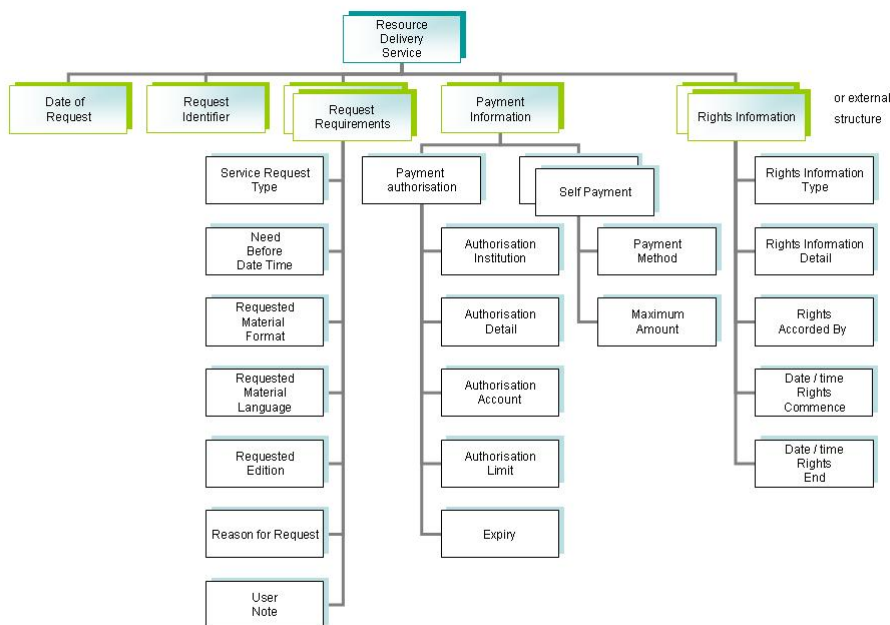 Resource
Delivery
Service
Date of
Request
Request
Identifier
Request
Requirements
Payment
Information
Rights Information
or external
structure
Service Request
Type
Need
Before
Date Time
Requested
Material
Format
Requested
Material
Language
Requested
Edition
Reason for Request
User
Note
Payment
authorisation
Authorisation
Institution
Authorisation
Detail
Authorisation
Account
Authorisation
Limit
Expiry
Self Payment
Payment
Method
Maximum
Amount
Rights Information
Type
Rights Information
Detail
Rights
Accorded By
Date / time
Rights
Commence
Date / time
Rights
End